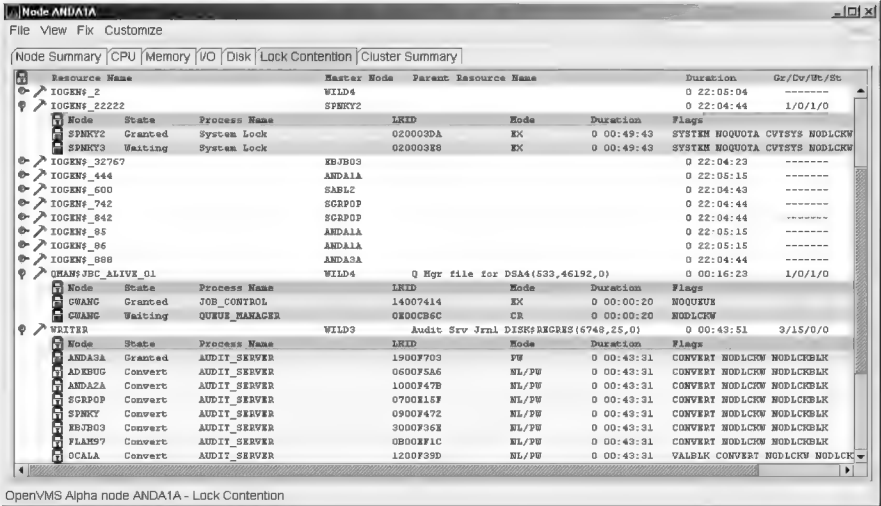 Node ANDA1A
File View Fix Customize
Node Summary CPU Memory I/O Disk Lock Contention Cluster Summary
Resource Name Master Node Parent Resource Name Duration Gr/Cv/Wt/St
IOGEN$_2 WILD4 0 22:05:04 -------
IOGEN$_22222 SPNKY2 0 22:04:44 1/0/1/0
Node State Process Name LKID Mode Duration Flags
SPNKY2 Granted System Lock 020003DA EX 0 00:49:43 SYSTEM NOQUOTA CVTSYS NODLCKW
SPNKY3 Waiting System Lock 020003E8 EX 0 00:49:43 SYSTEM NOQUOTA CVTSYS NODLCKW
IOGEN$_32767 EBJB03 0 22:04:23 -------
IOGEN$_444 ANDA1A 0 22:05:15 -------
IOGEN$_600 SABL2 0 22:04:43 -------
IOGEN$_742 SGRPOP 0 22:04:44 -------
IOGEN$_842 SGRPOP 0 22:04:44 -------
IOGEN$_85 ANDA1A 0 22:05:15 -------
IOGEN$_86 ANDA1A 0 22:05:15 -------
IOGEN$_888 ANDA3A 0 22:04:44 -------
QMAN$JBC_ALIVE_01 WILD4 Q Mgr file for DSA4(533,46192,0) 0 00:16:23 1/0/1/0
Node State Process Name LKID Mode Duration Flags
GWANG Granted JOB_CONTROL 14007414 EX 0 00:00:20 NOQUEUE
GWANG Waiting QUEUE_MANAGER 0E00CB6C CR 0 00:00:20 NODLCKW
WRITER WILD3 Audit Srv Jrnl DISK$REGRES(6748,25,0) 0 00:43:51 3/15/0/0
Node State Process Name LKID Mode Duration Flags
ANDA3A Granted AUDIT_SERVER 1900F703 PW 0 00:43:31 CONVERT NODLCKW NODLCKBLK
ADEBUG Convert AUDIT_SERVER 0600F5A6 NL/PW 0 00:43:31 CONVERT NODLCKW NODLCKBLK
ANDA2A Convert AUDIT_SERVER 1000F47B NL/PW 0 00:43:31 CONVERT NODLCKW NODLCKBLK
SGRPOP Convert AUDIT_SERVER 0700E15F NL/PW 0 00:43:31 CONVERT NODLCKW NODLCKBLK
SPNKY Convert AUDIT_SERVER 0900F472 NL/PW 0 00:43:31 CONVERT NODLCKW NODLCKBLK
EBJB03 Convert AUDIT_SERVER 3000F36E NL/PW 0 00:43:31 CONVERT NODLCKW NODLCKBLK
FLAM97 Convert AUDIT_SERVER 0B00EF1C NL/PW 0 00:43:31 CONVERT NODLCKW NODLCKBLK
OCALA Convert AUDIT_SERVER 1200F39D NL/PW 0 00:43:31 VALBLK CONVERT NODLCKW NODLCK
OpenVMS Alpha node ANDA1A - Lock Contention